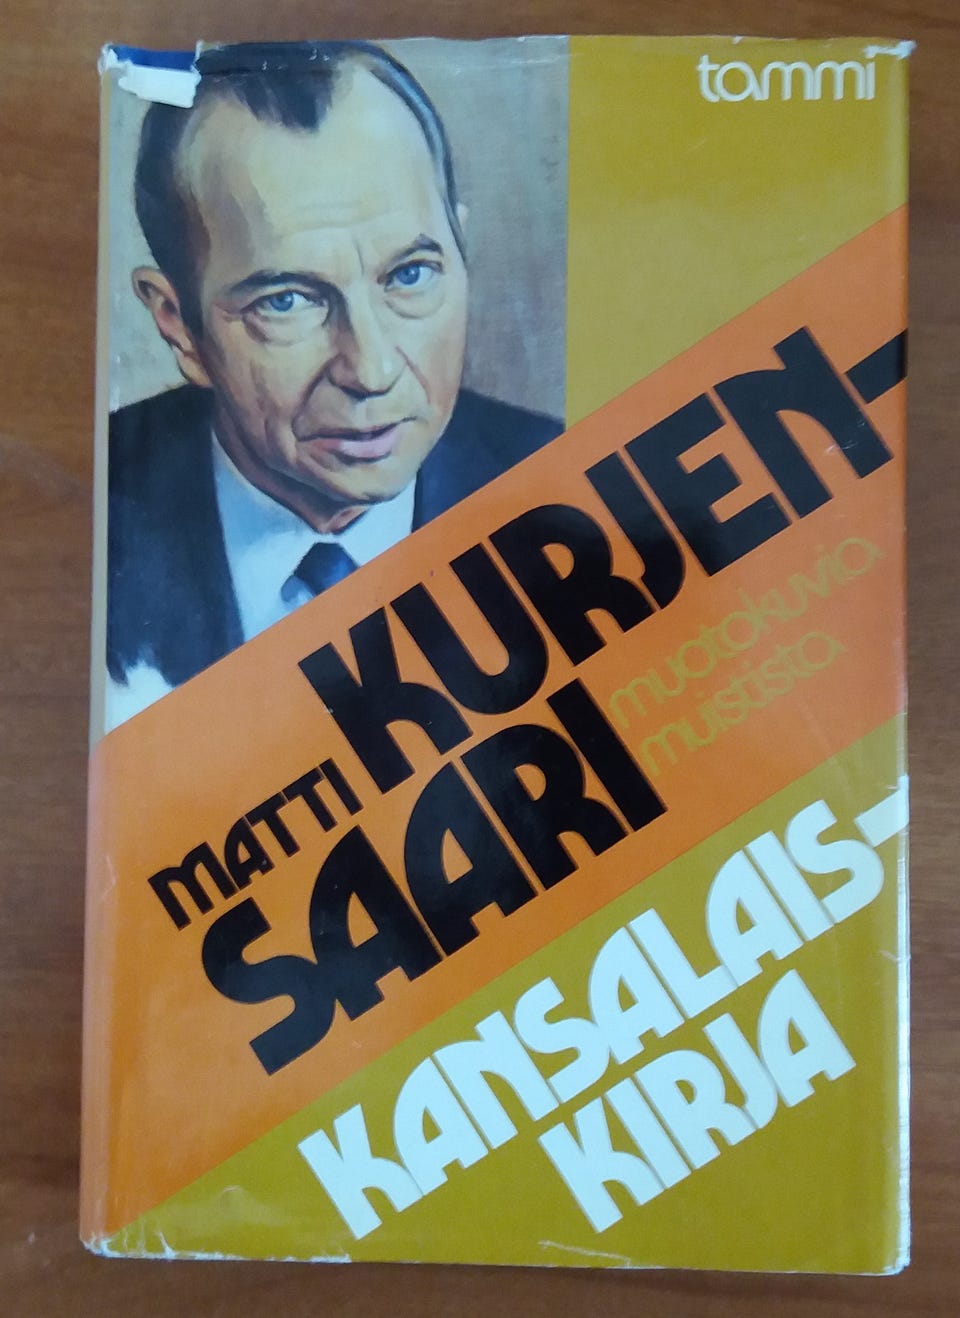 tammi
MATTI KURJEN-
SAARI
muotokuvia
muistista
KANSALAIS-
KIRJA